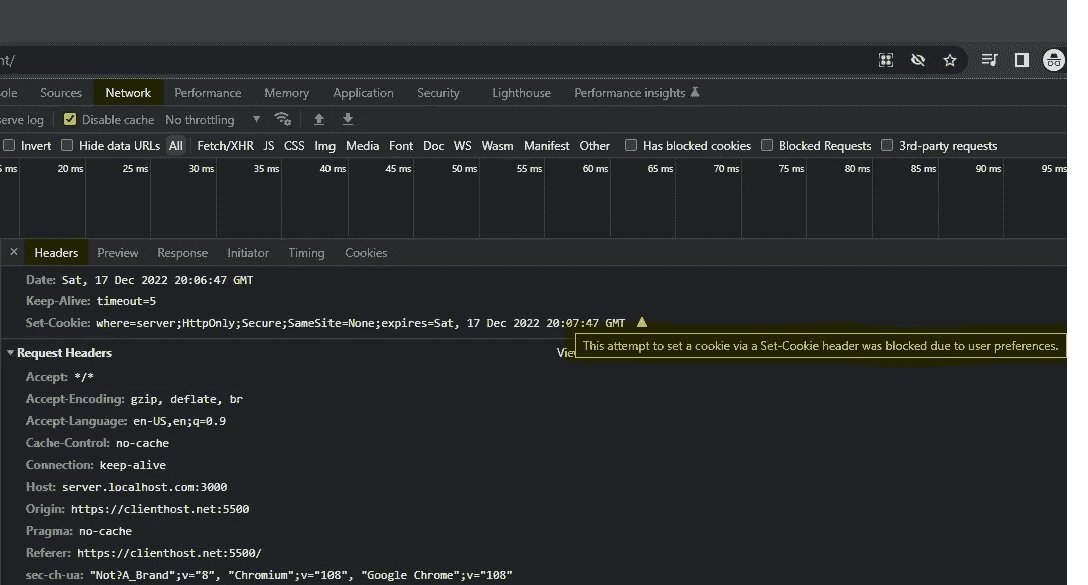 nt/
ole Sources Network Performance Memory Application Security Lighthouse Performance insights
serve log Disable cache No throttling
Invert Hide data URLs All Fetch/XHR JS CSS Img Media Font Doc WS Wasm Manifest Other Has blocked cookies Blocked Requests 3rd-party requests
5 ms 20 ms 25 ms 30 ms 35 ms 40 ms 45 ms 50 ms 55 ms 60 ms 65 ms 70 ms 75 ms 80 ms 85 ms 90 ms 95 ms
× Headers Preview Response Initiator Timing Cookies
Date: Sat, 17 Dec 2022 20:06:47 GMT
Keep-Alive: timeout=5
Set-Cookie: where=server;HttpOnly;Secure;SameSite=None;expires=Sat, 17 Dec 2022 20:07:47 GMT
This attempt to set a cookie via a Set-Cookie header was blocked due to user preferences.
Request Headers Vie
Accept: */*
Accept-Encoding: gzip, deflate, br
Accept-Language: en-US,en;q=0.9
Cache-Control: no-cache
Connection: keep-alive
Host: server.localhost.com:3000
Origin: https://clienthost.net:5500
Pragma: no-cache
Referer: https://clienthost.net:5500/
sec-ch-ua: "Not?A_Brand";v="8", "Chromium";v="108", "Google Chrome";v="108"